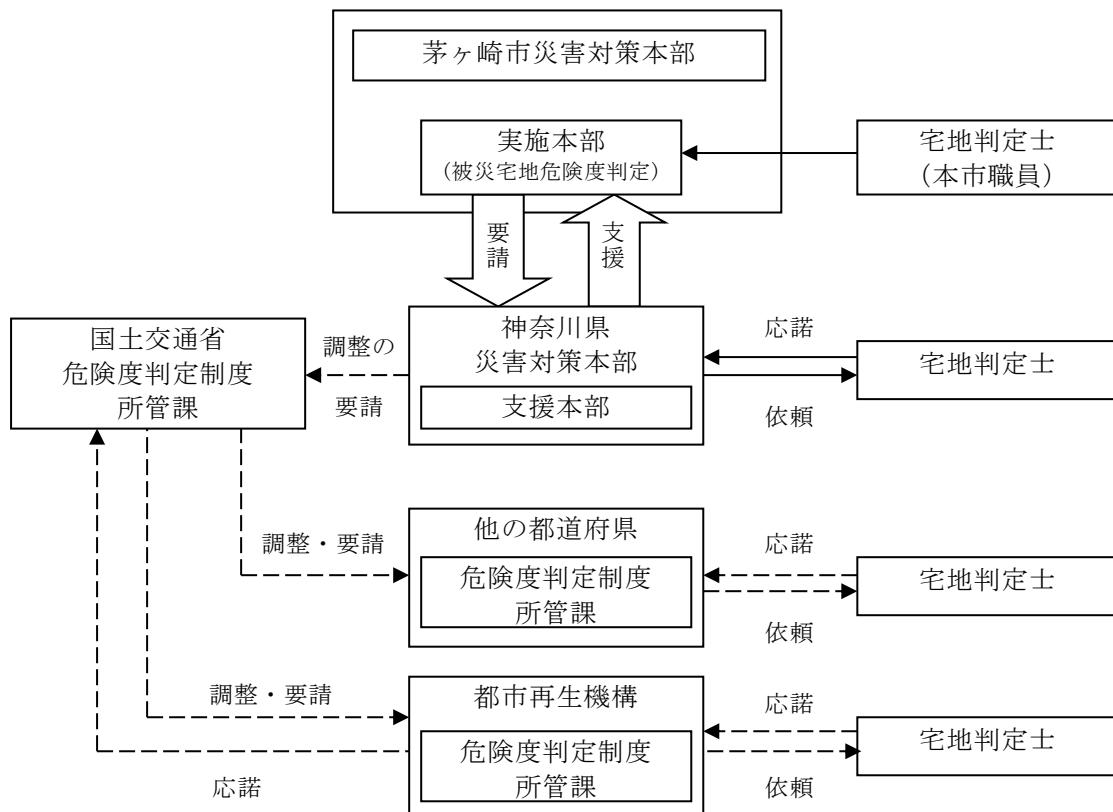 茅ヶ崎市災害対策本部
実施本部
（被災宅地危険度判定）
宅地判定士
（本市職員）
要請
支援
国土交通省
危険度判定制度
所管課
調整の
要請
神奈川県
災害対策本部
支援本部
応諾
依頼
宅地判定士
調整・要請
他の都道府県
危険度判定制度
所管課
応諾
依頼
宅地判定士
調整・要請
都市再生機構
危険度判定制度
所管課
応諾
依頼
宅地判定士
応諾